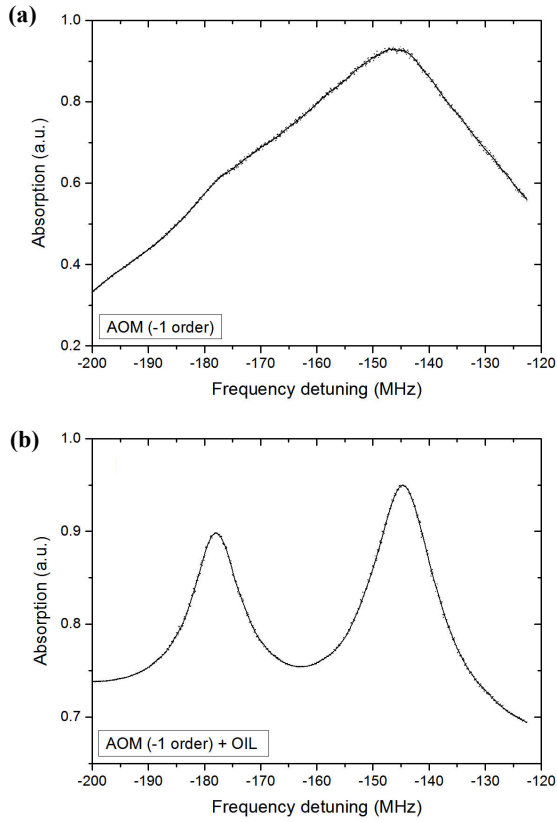 (a)
1.0
0.8
0.6
0.4
0.2
Absorption (a.u.)
AOM (-1 order)
-200 -190 -180 -170 -160 -150 -140 -130 -120
Frequency detuning (MHz)
(b)
1.0
0.9
0.8
0.7
Absorption (a.u.)
AOM (-1 order) + OIL
-200 -190 -180 -170 -160 -150 -140 -130 -120
Frequency detuning (MHz)